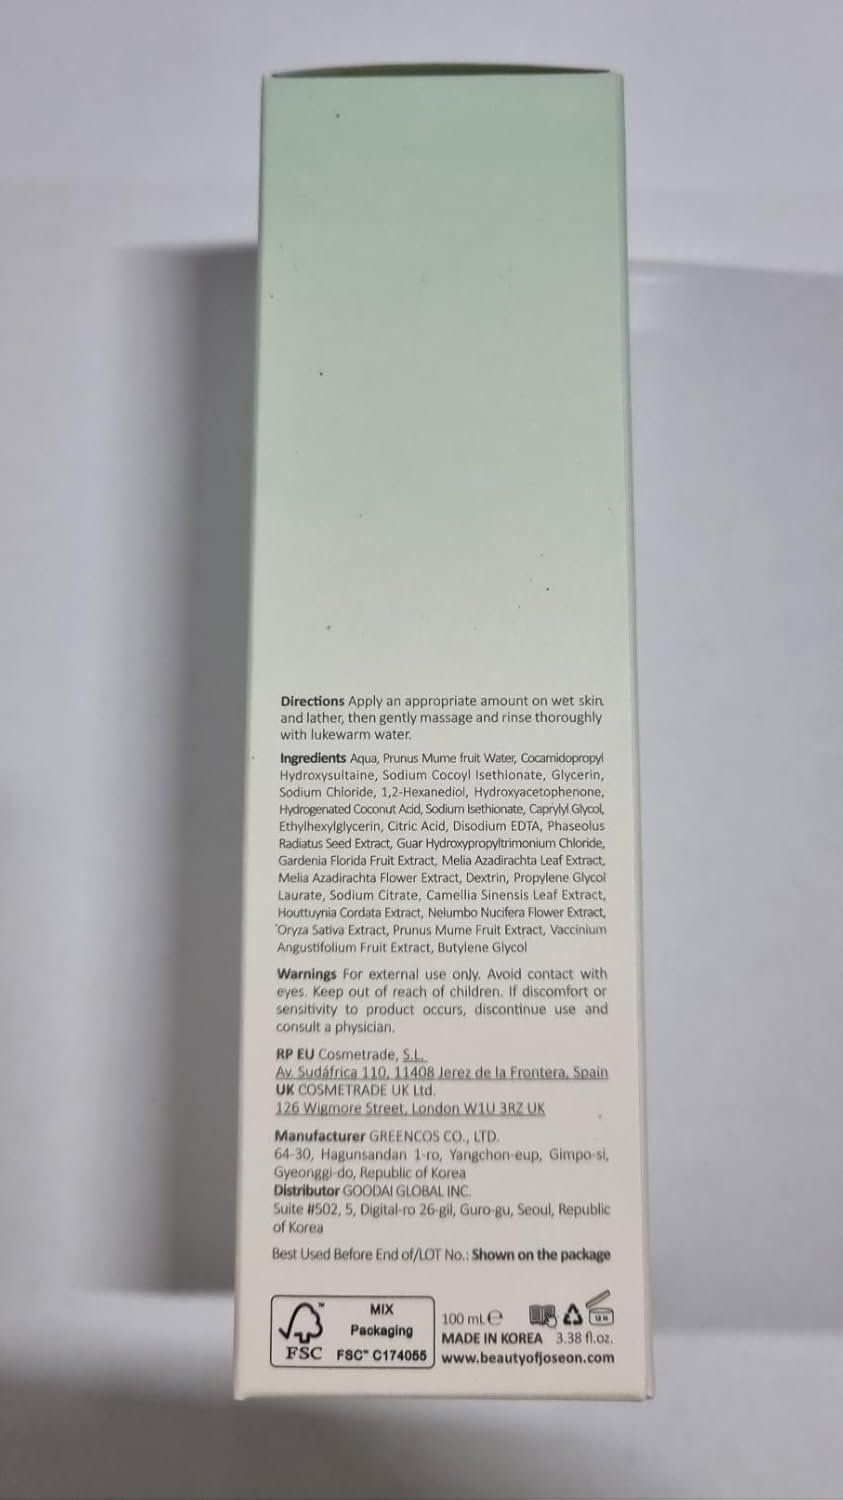 Directions Apply an appropriate amount on wet skin
and lather, then gently massage and rinse thoroughly
with lukewarm water.
Ingredients Aqua, Prunus Mume fruit Water, Cocamidopropyl
Hydroxysultaine, Sodium Cocoyl Isethionate, Glycerin,
Sodium Chloride, 1,2-Hexanediol, Hydroxyacetophenone,
Hydrogenated Coconut Acid, Sodium Isethionate, Caprylyl Glycol,
Ethylhexylglycerin, Citric Acid, Disodium EDTA, Phaseolus
Radiatus Seed Extract, Guar Hydroxypropyltrimonium Chloride,
Gardenia Florida Fruit Extract, Melia Azadirachta Leaf Extract,
Melia Azadirachta Flower Extract, Dextrin, Propylene Glycol
Laurate, Sodium Citrate, Camellia Sinensis Leaf Extract,
Houttuynia Cordata Extract, Nelumbo Nucifera Flower Extract,
Oryza Sativa Extract, Prunus Mume Fruit Extract, Vaccinium
Angustifolium Fruit Extract, Butylene Glycol
Warnings For external use only. Avoid contact with
eyes. Keep out of reach of children. If discomfort or
sensitivity to product occurs, discontinue use and
consult a physician.
RP EU Cosmetrade, S.L.
Av. Sudáfrica 110, 11408 Jerez de la Frontera, Spain
UK COSMETRADE UK Ltd.
126 Wigmore Street, London W1U 3RZ UK
Manufacturer GREENCOS CO., LTD.
64-30, Hagunsandan 1-ro, Yangchon-eup, Gimpo-si,
Gyeonggi-do, Republic of Korea
Distributor GOODAI GLOBAL INC.
Suite #502, 5, Digital-ro 26-gil, Guro-gu, Seoul, Republic
of Korea
Best Used Before End of/LOT No.: Shown on the package
FSC™
MIX
Packaging
FSC™ C174055
100 mL ℮
12 M
MADE IN KOREA 3.38 fl.oz.
www.beautyofjoseon.com